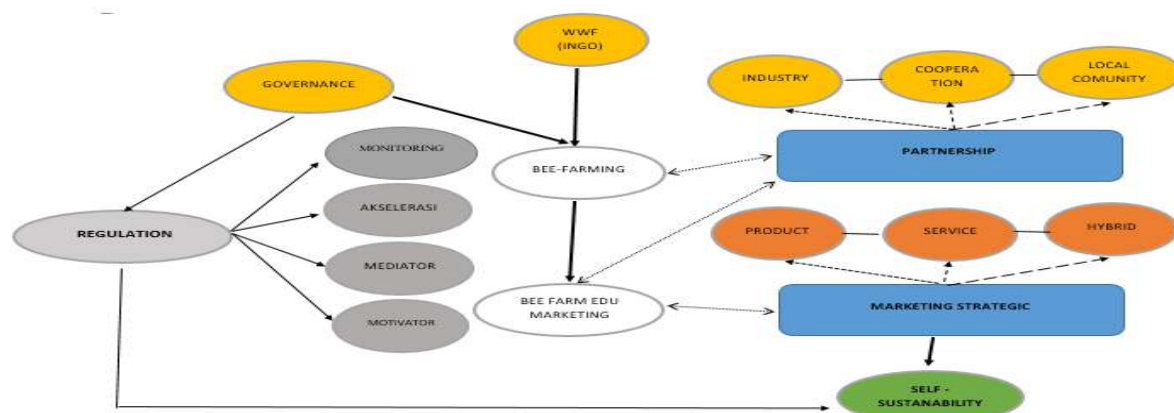 WWF
(INGO)
GOVERNANCE
INDUSTRY
COOPERA
TION
LOCAL
COMUNITY
MONITORING
BEE-FARMING
PARTNERSHIP
AKSELERASI
REGULATION
PRODUCT
SERVICE
HYBRID
MEDIATOR
BEE FARM EDU
MARKETING
MARKETING STRATEGIC
MOTIVATOR
SELF -
SUSTANABILITY